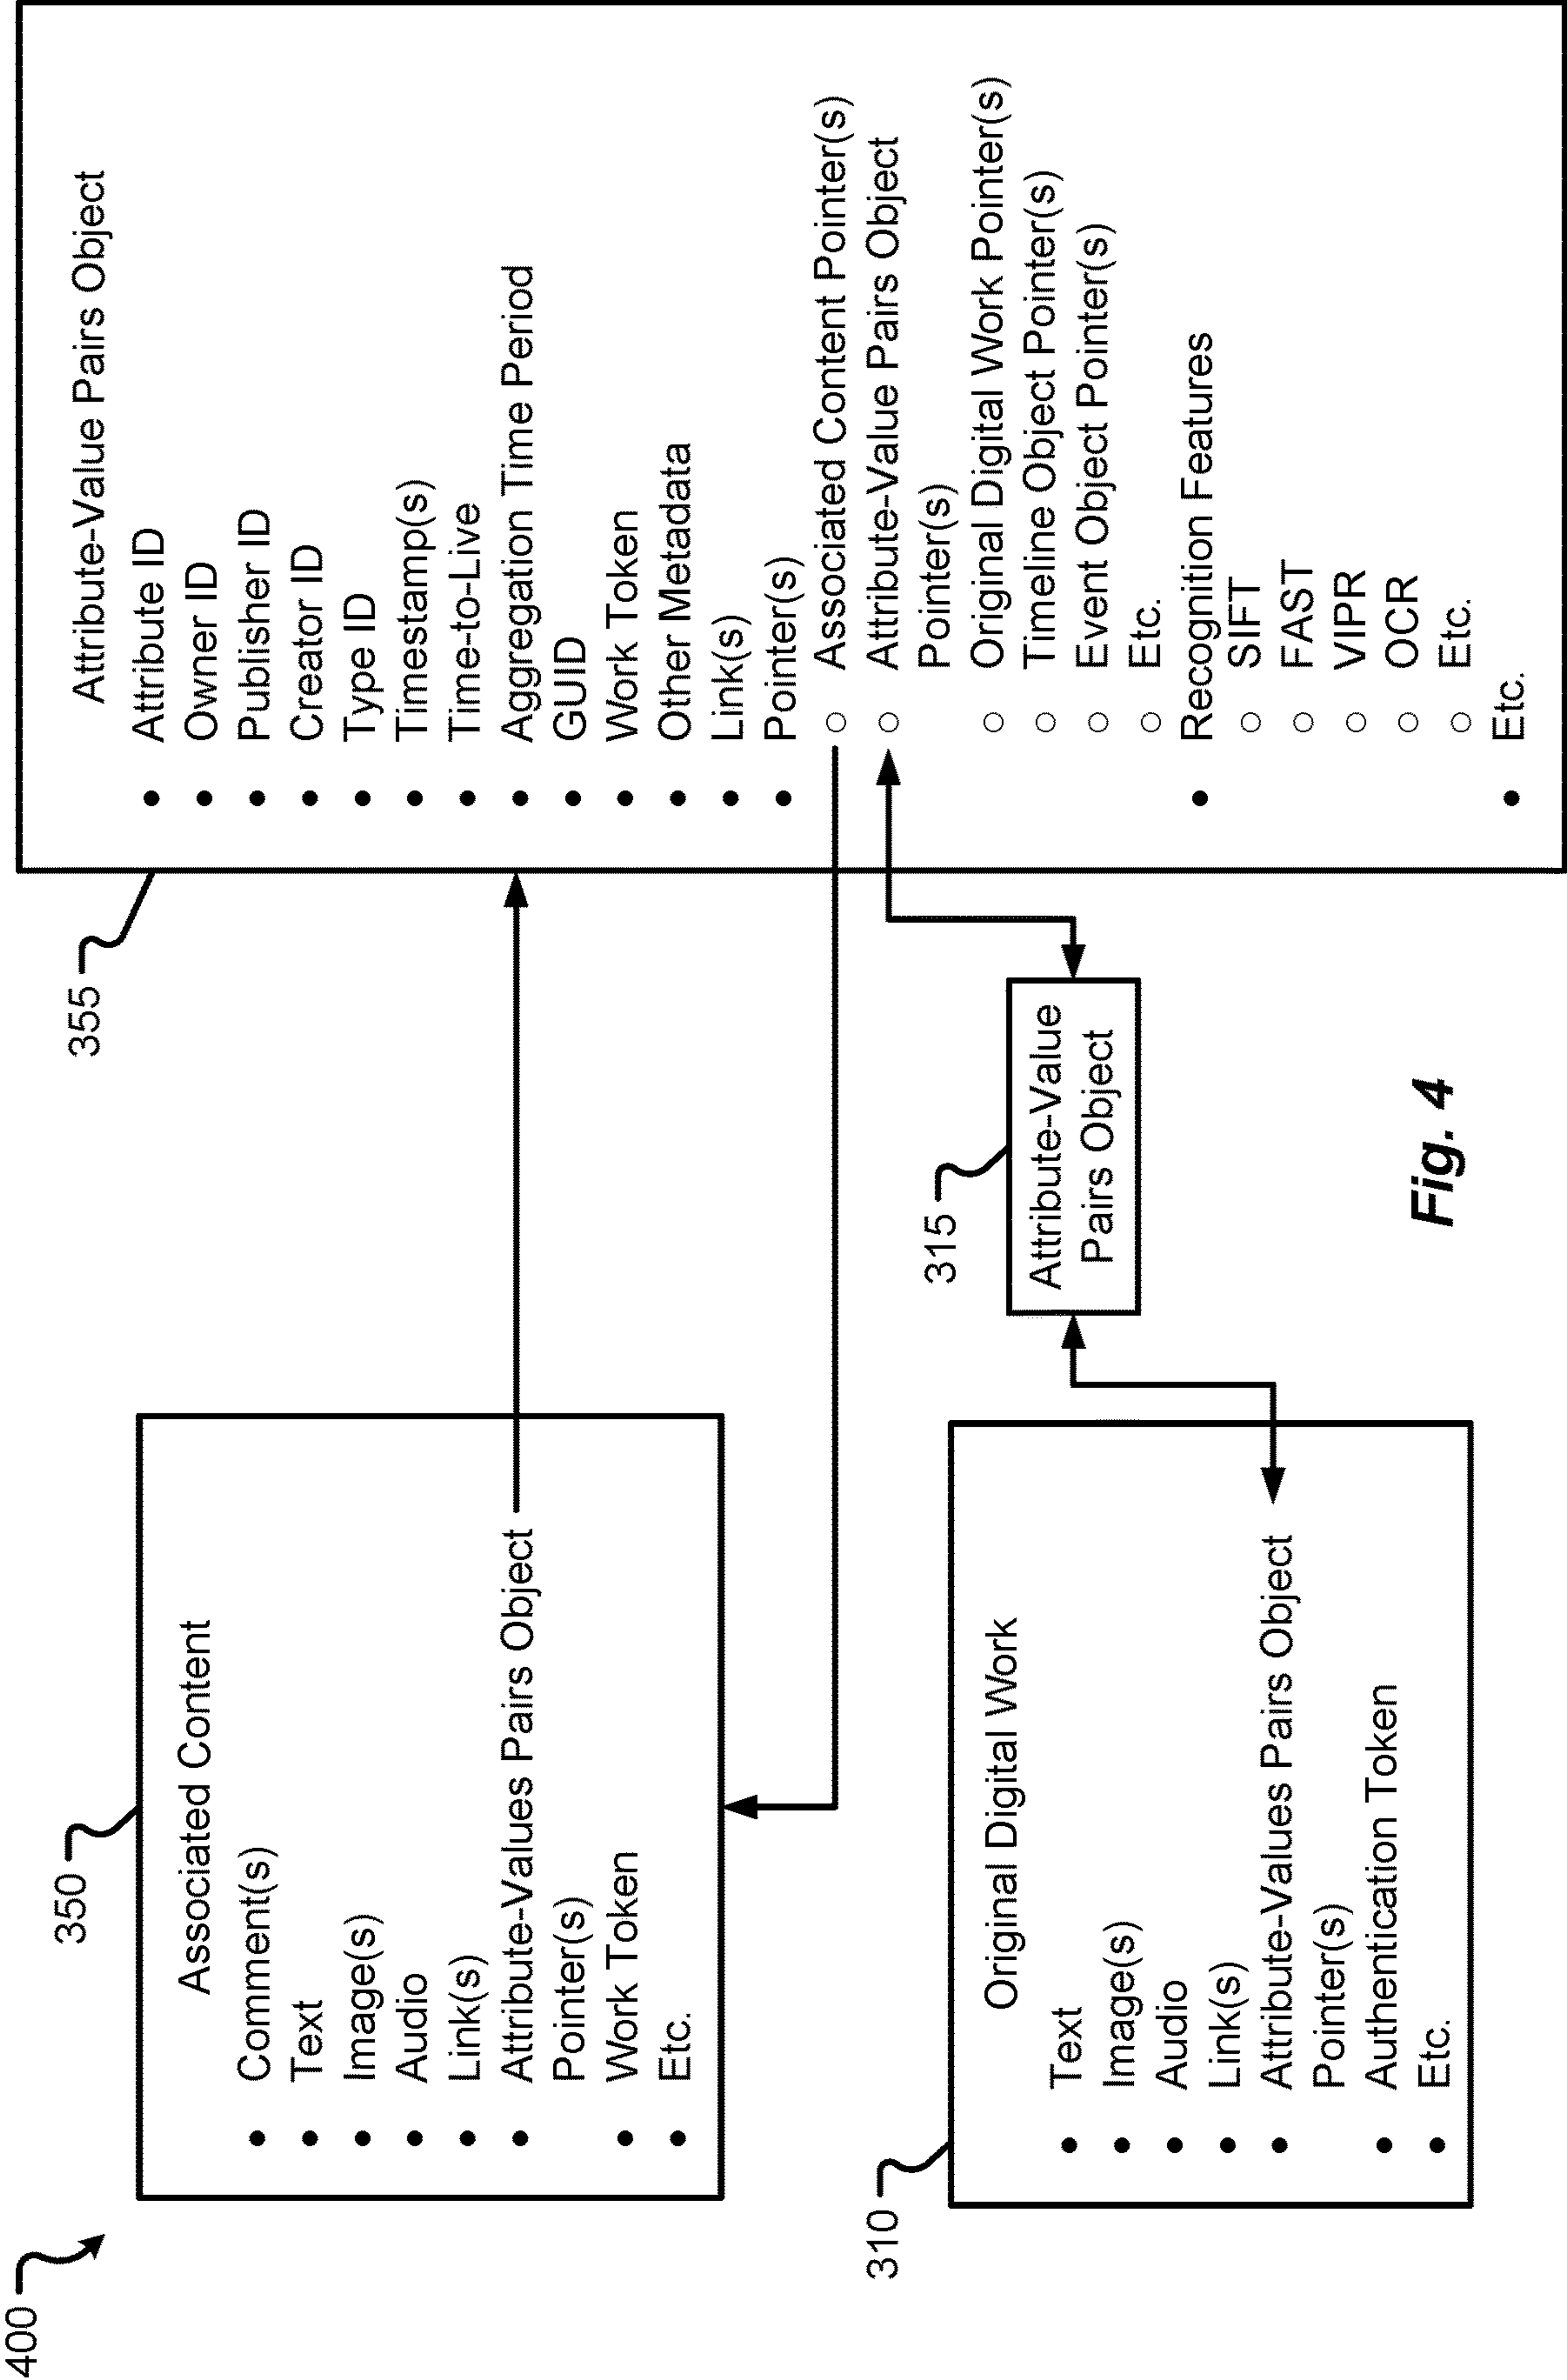 400
350
Associated Content
• Comment(s)
• Text
• Image(s)
• Audio
• Link(s)
• Attribute-Values Pairs Object
Pointer(s)
• Work Token
• Etc.
310
Original Digital Work
• Text
• Image(s)
• Audio
• Link(s)
• Attribute-Values Pairs Object
Pointer(s)
• Authentication Token
• Etc.
315
Attribute-Value
Pairs Object
355
Attribute-Value Pairs Object
• Attribute ID
• Owner ID
• Publisher ID
• Creator ID
• Type ID
• Timestamp(s)
• Time-to-Live
• Aggregation Time Period
• GUID
• Work Token
• Other Metadata
• Link(s)
• Pointer(s)
○ Associated Content Pointer(s)
○ Attribute-Value Pairs Object
Pointer(s)
○ Original Digital Work Pointer(s)
○ Timeline Object Pointer(s)
○ Event Object Pointer(s)
○ Etc.
• Recognition Features
○ SIFT
○ FAST
○ VIPR
○ OCR
○ Etc.
• Etc.
Fig. 4